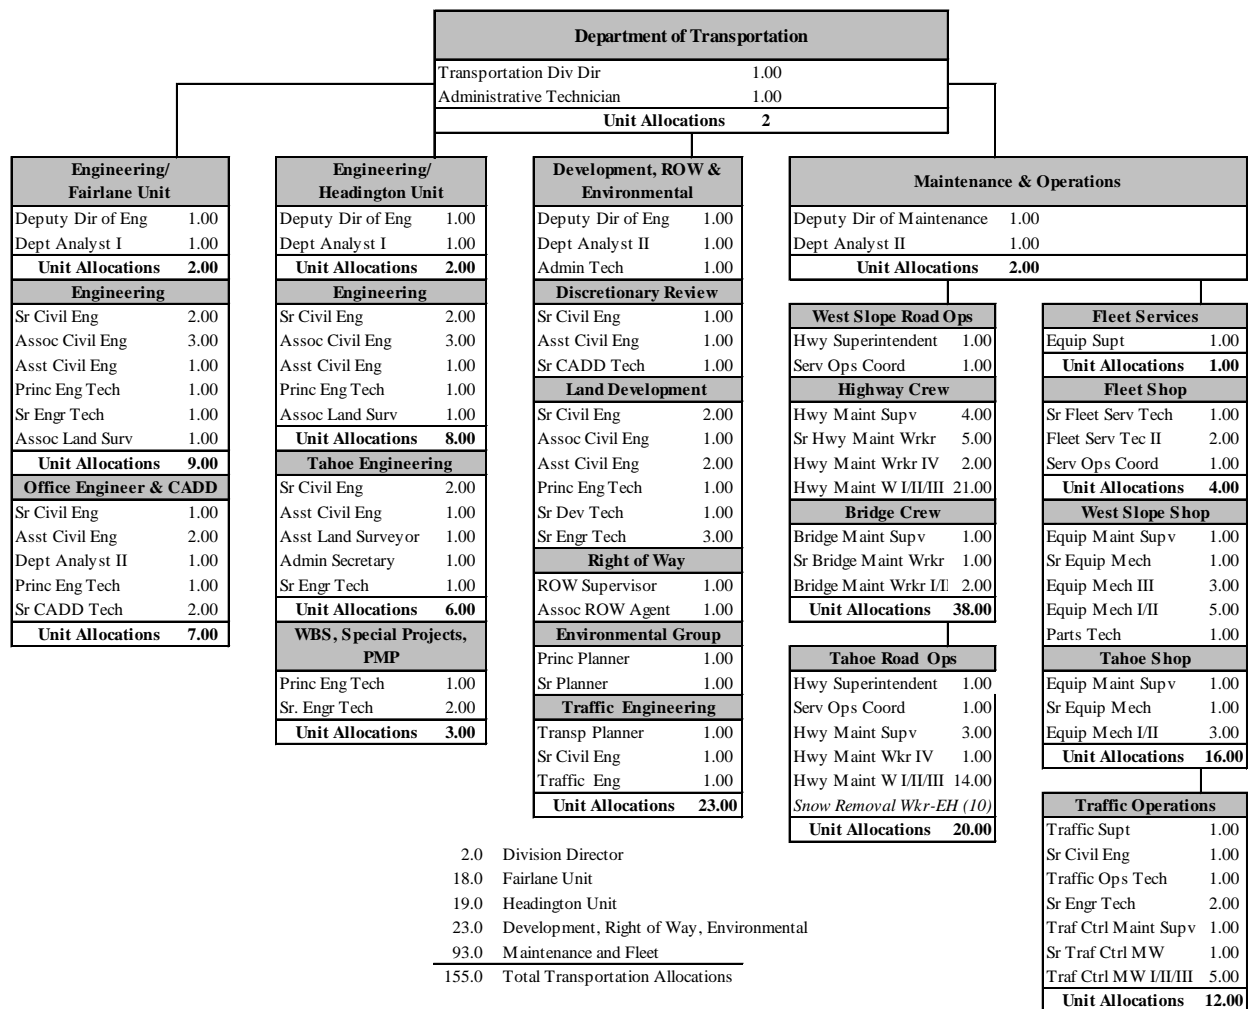 Department of Transportation
Transportation Div Dir 1.00
Administrative Technician 1.00
Unit Allocations 2
Engineering/
Fairlane Unit
Deputy Dir of Eng 1.00
Dept Analyst I 1.00
Unit Allocations 2.00
Engineering
Sr Civil Eng 2.00
Assoc Civil Eng 3.00
Asst Civil Eng 1.00
Princ Eng Tech 1.00
Sr Engr Tech 1.00
Assoc Land Surv 1.00
Unit Allocations 9.00
Office Engineer & CADD
Sr Civil Eng 1.00
Asst Civil Eng 2.00
Dept Analyst II 1.00
Princ Eng Tech 1.00
Sr CADD Tech 2.00
Unit Allocations 7.00
Engineering/
Headington Unit
Deputy Dir of Eng 1.00
Dept Analyst I 1.00
Unit Allocations 2.00
Engineering
Sr Civil Eng 2.00
Assoc Civil Eng 3.00
Asst Civil Eng 1.00
Princ Eng Tech 1.00
Assoc Land Surv 1.00
Unit Allocations 8.00
Tahoe Engineering
Sr Civil Eng 2.00
Asst Civil Eng 1.00
Asst Land Surveyor 1.00
Admin Secretary 1.00
Sr Engr Tech 1.00
Unit Allocations 6.00
WBS, Special Projects,
PMP
Princ Eng Tech 1.00
Sr. Engr Tech 2.00
Unit Allocations 3.00
Development, ROW &
Environmental
Deputy Dir of Eng 1.00
Dept Analyst II 1.00
Admin Tech 1.00
Discretionary Review
Sr Civil Eng 1.00
Asst Civil Eng 1.00
Sr CADD Tech 1.00
Land Development
Sr Civil Eng 2.00
Assoc Civil Eng 1.00
Asst Civil Eng 2.00
Princ Eng Tech 1.00
Sr Dev Tech 1.00
Sr Engr Tech 3.00
Right of Way
ROW Supervisor 1.00
Assoc ROW Agent 1.00
Environmental Group
Princ Planner 1.00
Sr Planner 1.00
Traffic Engineering
Transp Planner 1.00
Sr Civil Eng 1.00
Traffic Eng 1.00
Unit Allocations 23.00
Maintenance & Operations
Deputy Dir of Maintenance 1.00
Dept Analyst II 1.00
Unit Allocations 2.00
West Slope Road Ops
Hwy Superintendent 1.00
Serv Ops Coord 1.00
Highway Crew
Hwy Maint Supv 4.00
Sr Hwy Maint Wrkr 5.00
Hwy Maint Wrkr IV 2.00
Hwy Maint W I/II/III 21.00
Bridge Crew
Bridge Maint Supv 1.00
Sr Bridge Maint Wrkr 1.00
Bridge Maint Wrkr I/II 2.00
Unit Allocations 38.00
Tahoe Road Ops
Hwy Superintendent 1.00
Serv Ops Coord 1.00
Hwy Maint Supv 3.00
Hwy Maint Wkr IV 1.00
Hwy Maint W I/II/III 14.00
Snow Removal Wkr-EH (10)
Unit Allocations 20.00
Fleet Services
Equip Supt 1.00
Unit Allocations 1.00
Fleet Shop
Sr Fleet Serv Tech 1.00
Fleet Serv Tec II 2.00
Serv Ops Coord 1.00
Unit Allocations 4.00
West Slope Shop
Equip Maint Supv 1.00
Sr Equip Mech 1.00
Equip Mech III 3.00
Equip Mech I/II 5.00
Parts Tech 1.00
Tahoe Shop
Equip Maint Supv 1.00
Sr Equip Mech 1.00
Equip Mech I/II 3.00
Unit Allocations 16.00
Traffic Operations
Traffic Supt 1.00
Sr Civil Eng 1.00
Traffic Ops Tech 1.00
Sr Engr Tech 2.00
Traf Ctrl Maint Supv 1.00
Sr Traf Ctrl MW 1.00
Traf Ctrl MW I/II/III 5.00
Unit Allocations 12.00
2.0 Division Director
18.0 Fairlane Unit
19.0 Headington Unit
23.0 Development, Right of Way, Environmental
93.0 Maintenance and Fleet
155.0 Total Transportation Allocations